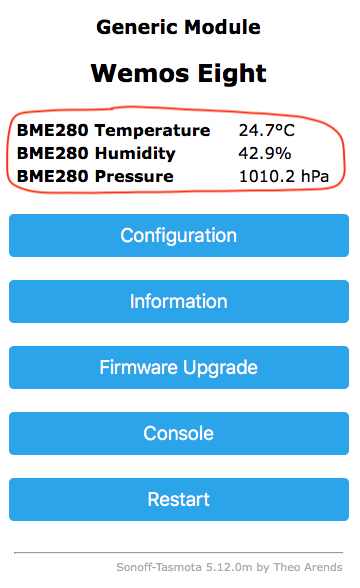 Generic Module
Wemos Eight
BME280 Temperature 24.7°C
BME280 Humidity 42.9%
BME280 Pressure 1010.2 hPa
Configuration
Information
Firmware Upgrade
Console
Restart
Sonoff-Tasmota 5.12.0m by Theo Arends